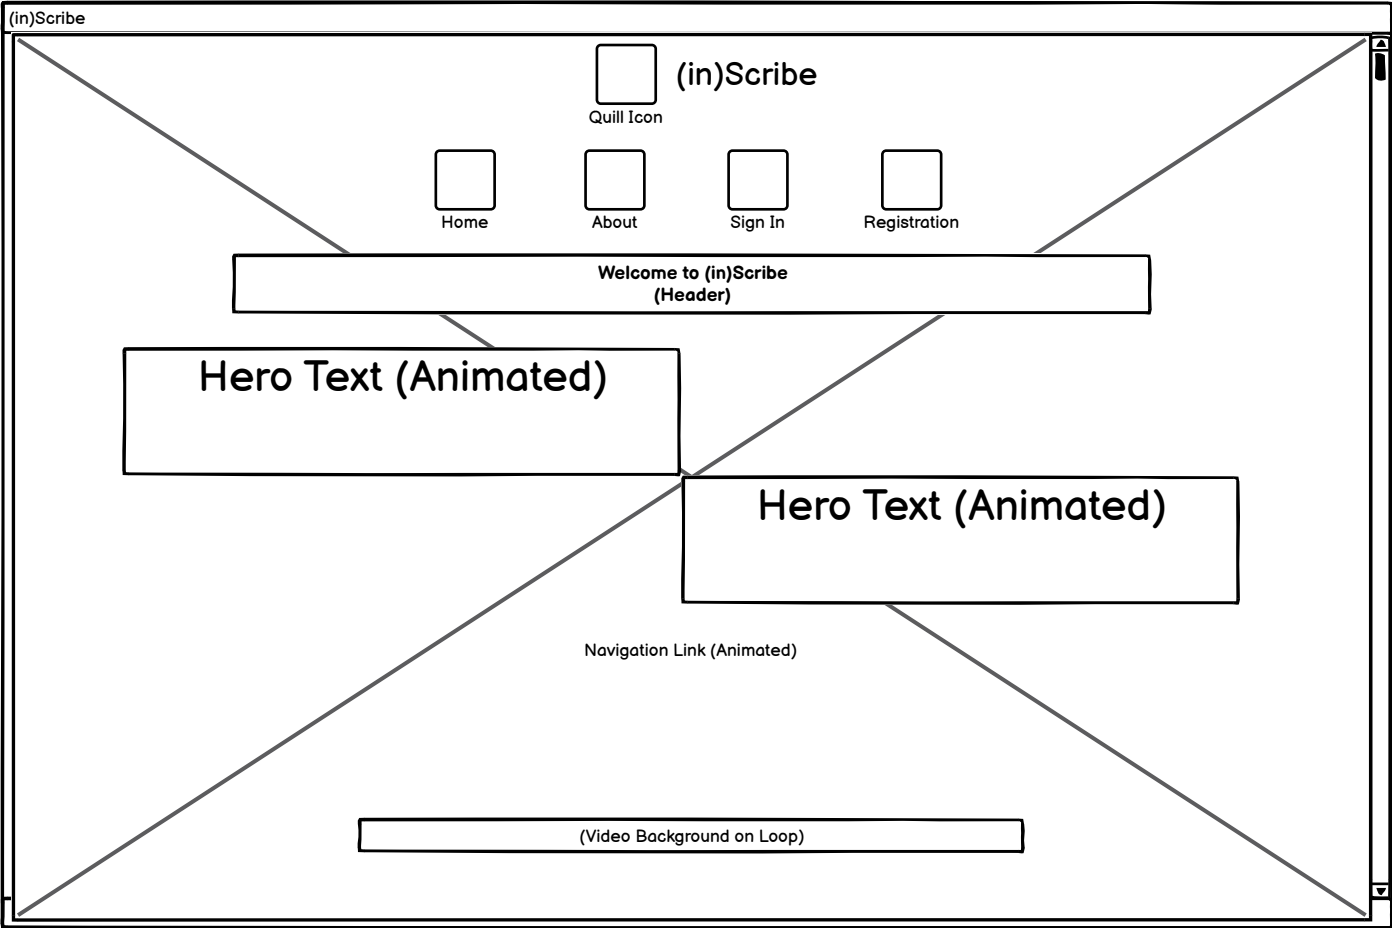 (in)Scribe
(in)Scribe
Quill Icon
Home
About
Sign In
Registration
Welcome to (in)Scribe
(Header)
Hero Text (Animated)
Hero Text (Animated)
Navigation Link (Animated)
(Video Background on Loop)